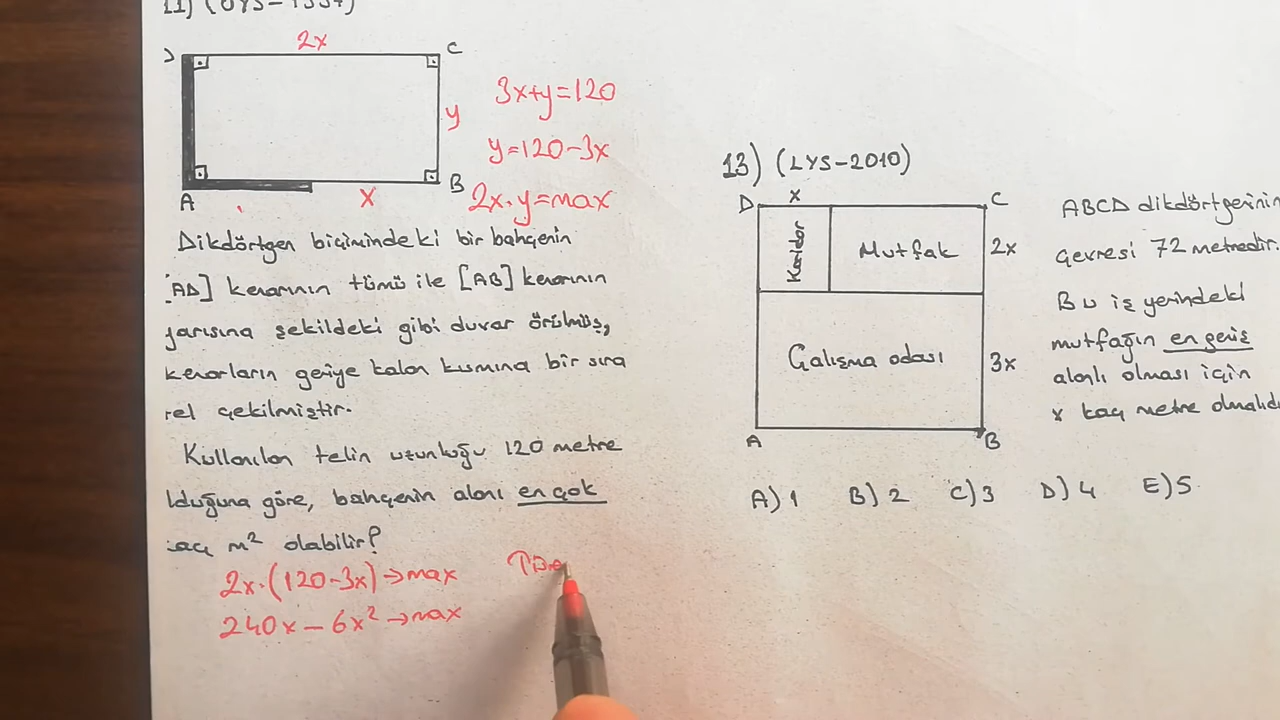 11) (ÖYS-1994)
2x
C
y
B
A
x
3x+y=120
y=120-3x
2x.y=max
Dikdörtgen biçimindeki bir bahçenin
[AD] kenarının tümü ile [AB] kenarının
yarısına şekildeki gibi duvar örülmüş,
kenarların geriye kalan kısmına bir sıra
tel çekilmiştir.
Kullanılan telin uzunluğu 120 metre
lduğuna göre, bahçenin alanı en çok
kaç m² olabilir?
2x.(120-3x)→max
240x-6x²→max
Türe
13) (LYS-2010)
D x C
Koridor
Mutfak
2x
Çalışma odası
3x
A B
ABCD dikdörtgeninin
çevresi 72 metredir.
Bu iş yerindeki
mutfağın en geniş
alanlı olması için
x kaç metre olmalıdı
A) 1 B) 2 C) 3 D) 4 E) 5